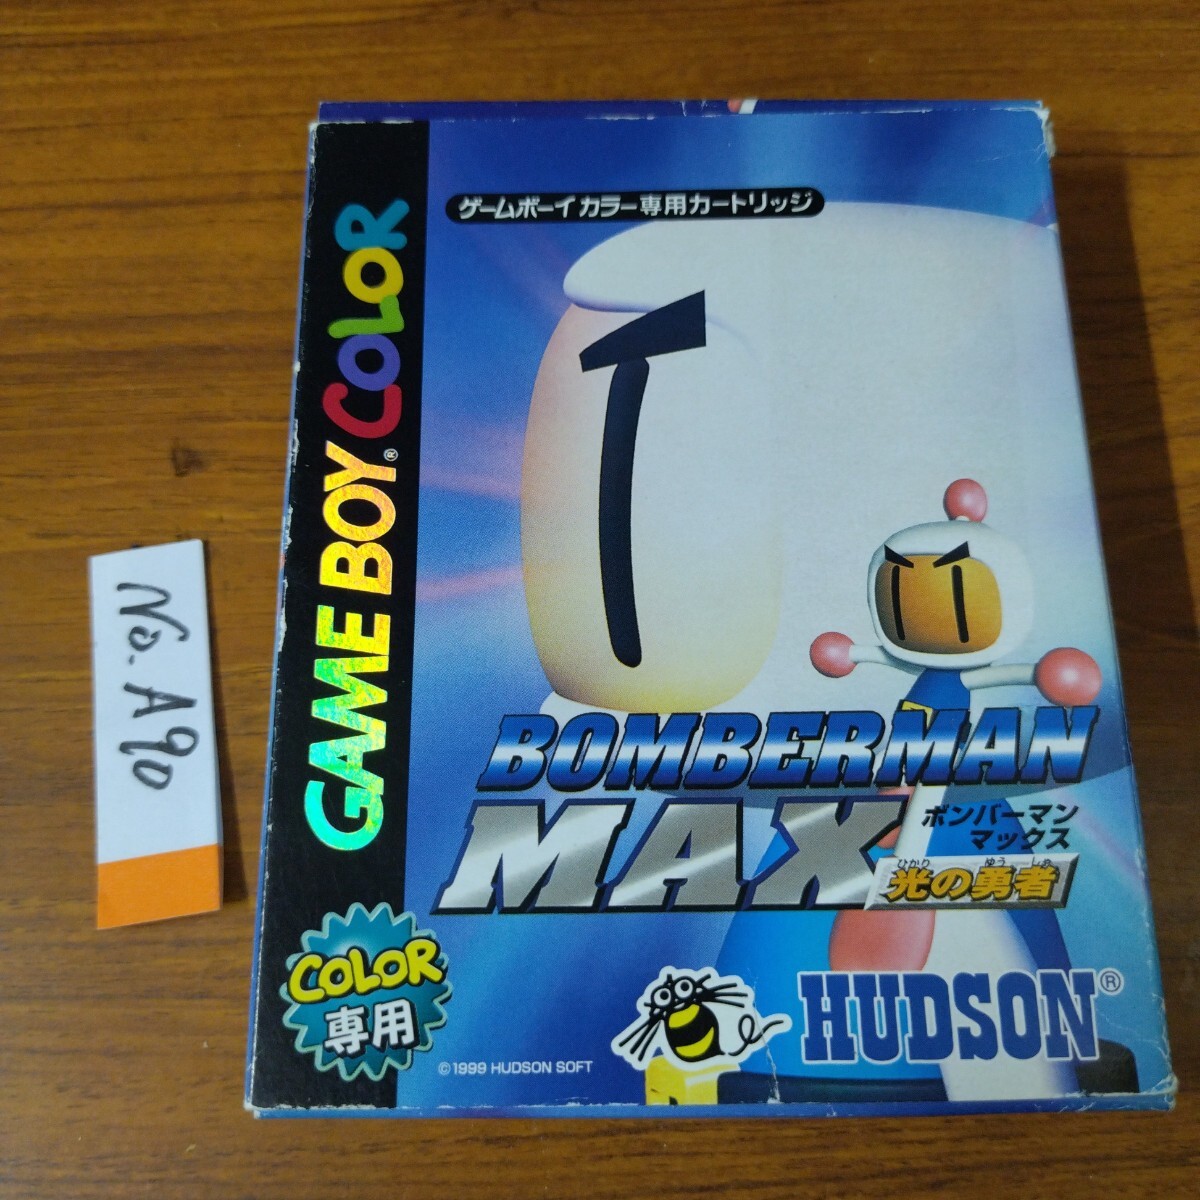 ゲームボーイカラー専用カートリッジ
GAME BOY® COLOR
No. A90
BOMBERMAN
MAX
ボンバーマン
マックス
ひかり ゆう しゃ
光の勇者
COLOR
専用
HUDSON®
©1999 HUDSON SOFT